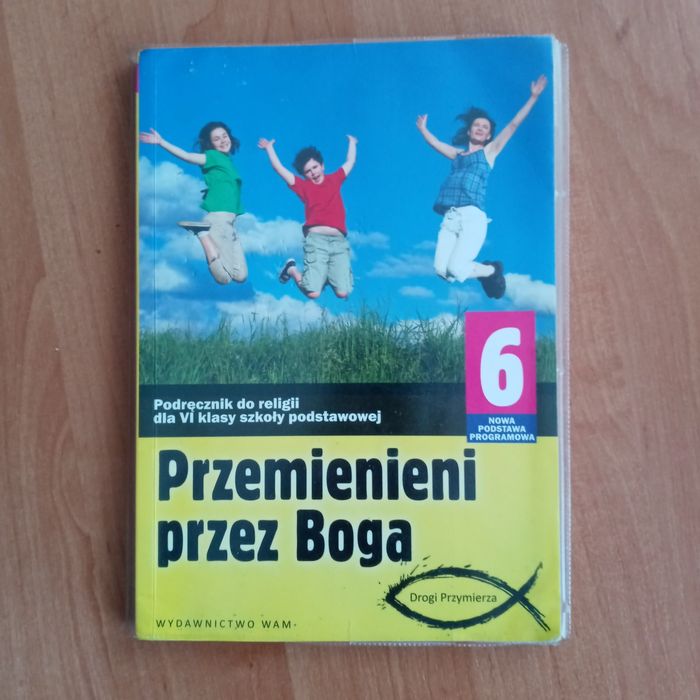 Podręcznik do religii
dla VI klasy szkoły podstawowej
6
NOWA
PODSTAWA
PROGRAMOWA
Przemienieni
przez Boga
Drogi Przymierza
WYDAWNICTWO WAM